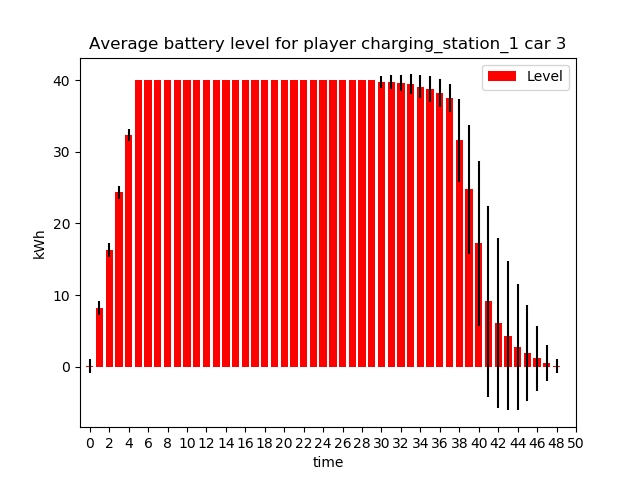 Average battery level for player charging_station_1 car 3
Level
40
30
20
10
0
kWh
0 2 4 6 8 10 12 14 16 18 20 22 24 26 28 30 32 34 36 38 40 42 44 46 48 50
time